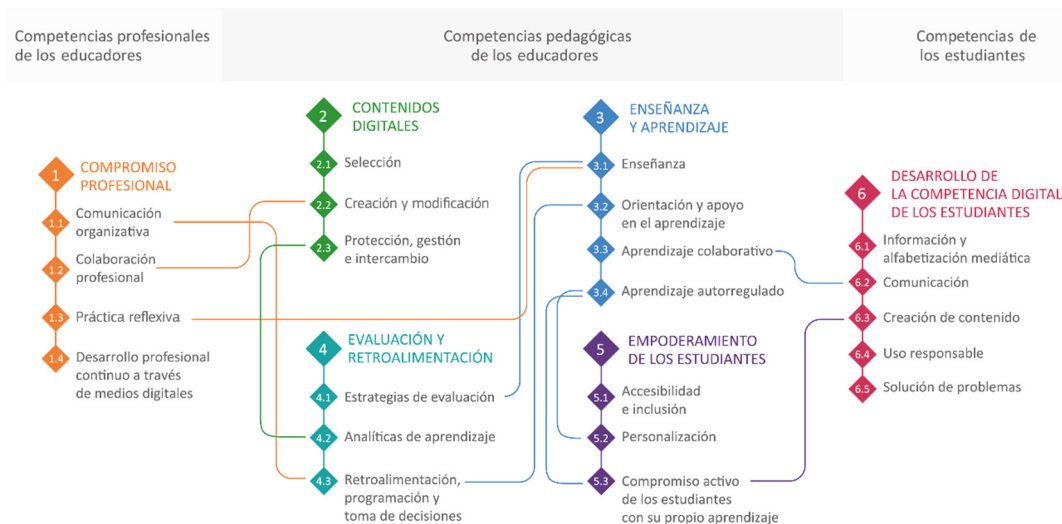 Competencias profesionales
de los educadores
Competencias pedagógicas
de los educadores
Competencias de
los estudiantes
1
COMPROMISO
PROFESIONAL
1.1
Comunicación
organizativa
1.2
Colaboración
profesional
1.3
Práctica reflexiva
1.4
Desarrollo profesional
continuo a través
de medios digitales
2
CONTENIDOS
DIGITALES
2.1
Selección
2.2
Creación y modificación
2.3
Protección, gestión
e intercambio
3
ENSEÑANZA
Y APRENDIZAJE
3.1
Enseñanza
3.2
Orientación y apoyo
en el aprendizaje
3.3
Aprendizaje colaborativo
3.4
Aprendizaje autorregulado
4
EVALUACIÓN Y
RETROALIMENTACIÓN
4.1
Estrategias de evaluación
4.2
Analíticas de aprendizaje
4.3
Retroalimentación,
programación y
toma de decisiones
5
EMPODERAMIENTO
DE LOS ESTUDIANTES
5.1
Accesibilidad
e inclusión
5.2
Personalización
5.3
Compromiso activo
de los estudiantes
con su propio aprendizaje
6
DESARROLLO DE
LA COMPETENCIA DIGITAL
DE LOS ESTUDIANTES
6.1
Información y
alfabetización mediática
6.2
Comunicación
6.3
Creación de contenido
6.4
Uso responsable
6.5
Solución de problemas